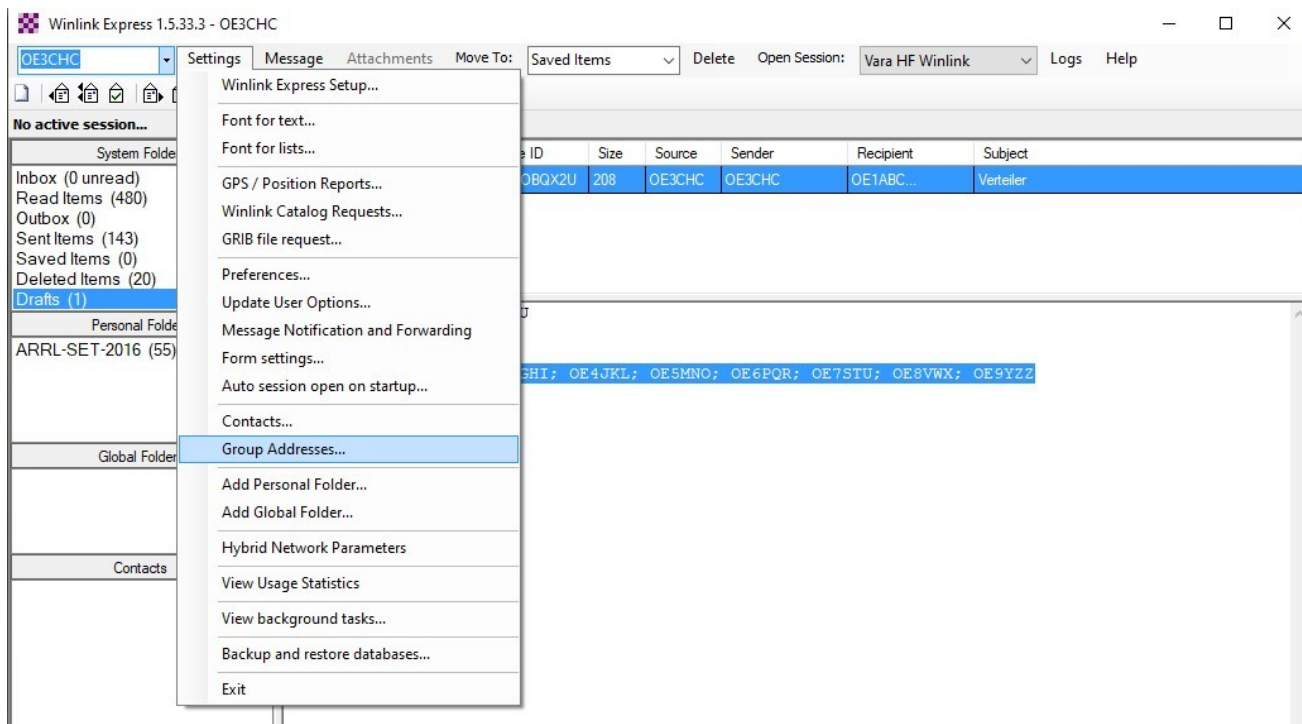 Winlink Express 1.5.33.3 - OE3CHC
OE3CHC Settings Message Attachments Move To: Saved Items Delete Open Session: Vara HF Winlink Logs Help
No active session...
System Folde
Inbox (0 unread)
Read Items (480)
Outbox (0)
Sent Items (143)
Saved Items (0)
Deleted Items (20)
Drafts (1)
Personal Folde
ARRL-SET-2016 (55)
Global Folder
Contacts
Winlink Express Setup...
Font for text...
Font for lists...
GPS / Position Reports...
Winlink Catalog Requests...
GRIB file request...
Preferences...
Update User Options...
Message Notification and Forwarding
Form settings...
Auto session open on startup...
Contacts...
Group Addresses...
Add Personal Folder...
Add Global Folder...
Hybrid Network Parameters
View Usage Statistics
View background tasks...
Backup and restore databases...
Exit
e ID Size Source Sender Recipient Subject
OBQX2U 208 OE3CHC OE3CHC OE1ABC... Verteiler
U
GHI; OE4JKL; OE5MNO; OE6PQR; OE7STU; OE8VWX; OE9YZZ